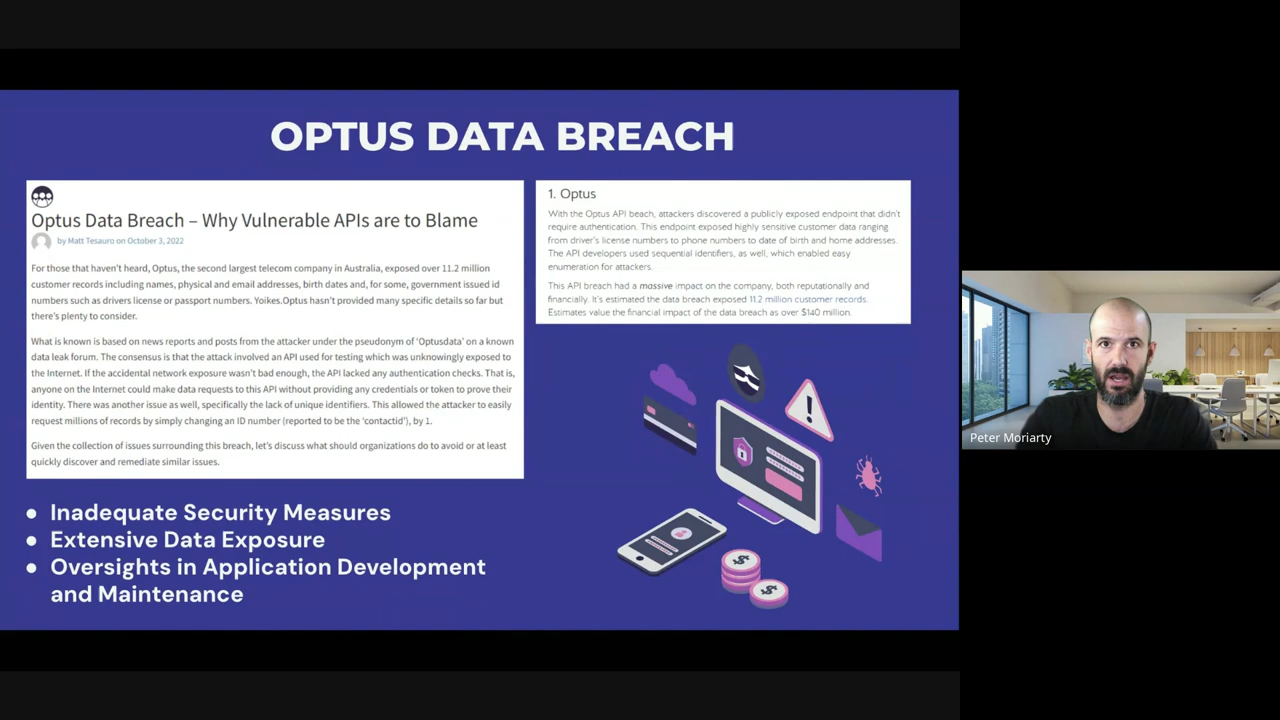 OPTUS DATA BREACH
Optus Data Breach – Why Vulnerable APIs are to Blame
by Matt Tesauro on October 3, 2022
For those that haven't heard, Optus, the second largest telecom company in Australia, exposed over 11.2 million
customer records including names, physical and email addresses, birth dates and, for some, government issued id
numbers such as drivers license or passport numbers. Yoikes.Optus hasn't provided many specific details so far but
there's plenty to consider.
What is known is based on news reports and posts from the attacker under the pseudonym of 'Optusdata' on a known
data leak forum. The consensus is that the attack involved an API used for testing which was unknowingly exposed to
the Internet. If the accidental network exposure wasn't bad enough, the API lacked any authentication checks. That is,
anyone on the Internet could make data requests to this API without providing any credentials or token to prove their
identity. There was another issue as well, specifically the lack of unique identifiers. This allowed the attacker to easily
request millions of records by simply changing an ID number (reported to be the 'contactid'), by 1.
Given the collection of issues surrounding this breach, let's discuss what should organizations do to avoid or at least
quickly discover and remediate similar issues.
1. Optus
With the Optus API beach, attackers discovered a publicly exposed endpoint that didn't
require authentication. This endpoint exposed highly sensitive customer data ranging
from driver's license numbers to phone numbers to date of birth and home addresses.
The API developers used sequential identifiers, as well, which enabled easy
enumeration for attackers.
This API breach had a massive impact on the company, both reputationally and
financially. It's estimated the data breach exposed 11.2 million customer records.
Estimates value the financial impact of the data breach as over $140 million.
● Inadequate Security Measures
● Extensive Data Exposure
● Oversights in Application Development
and Maintenance
Peter Moriarty